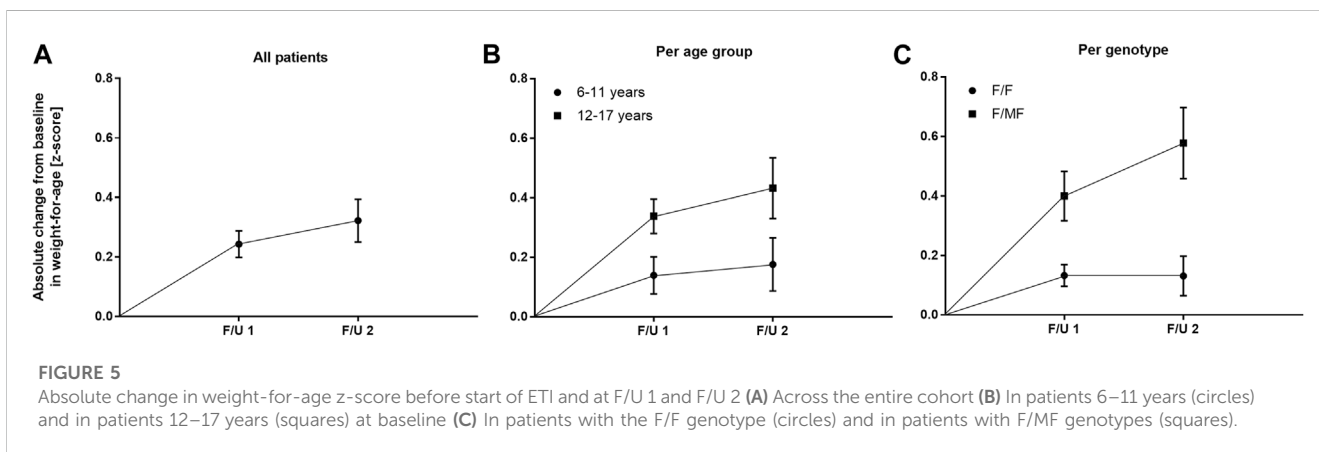 A
All patients
Absolute change from baseline
in weight-for-age [z-score]
0.8
0.6
0.4
0.2
0.0
F/U 1
F/U 2
B
Per age group
6-11 years
12-17 years
0.8
0.6
0.4
0.2
0.0
F/U 1
F/U 2
C
Per genotype
F/F
F/MF
0.8
0.6
0.4
0.2
0.0
F/U 1
F/U 2
FIGURE 5
Absolute change in weight-for-age z-score before start of ETI and at F/U 1 and F/U 2 (A) Across the entire cohort (B) In patients 6–11 years (circles)
and in patients 12–17 years (squares) at baseline (C) In patients with the F/F genotype (circles) and in patients with F/MF genotypes (squares).